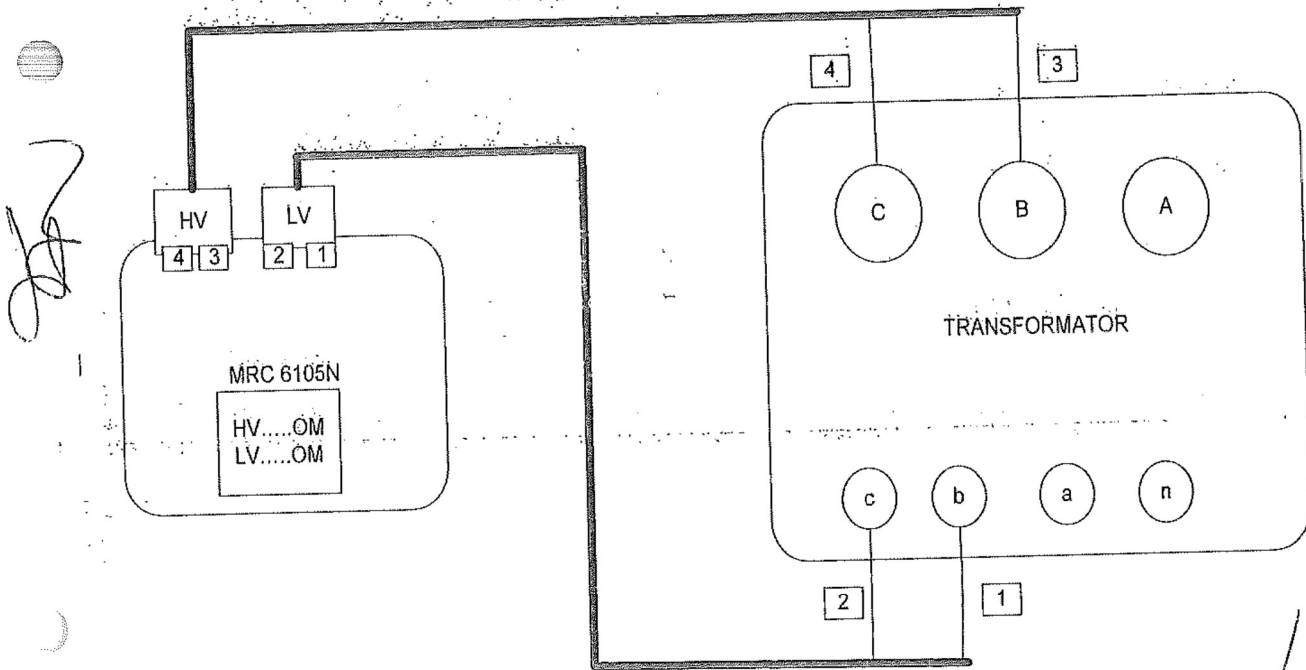 4
3
HV
LV
4 3
2 1
C
B
A
TRANSFORMATOR
MRC 6105N
HV.....OM
LV.....OM
c
b
a
n
2
1